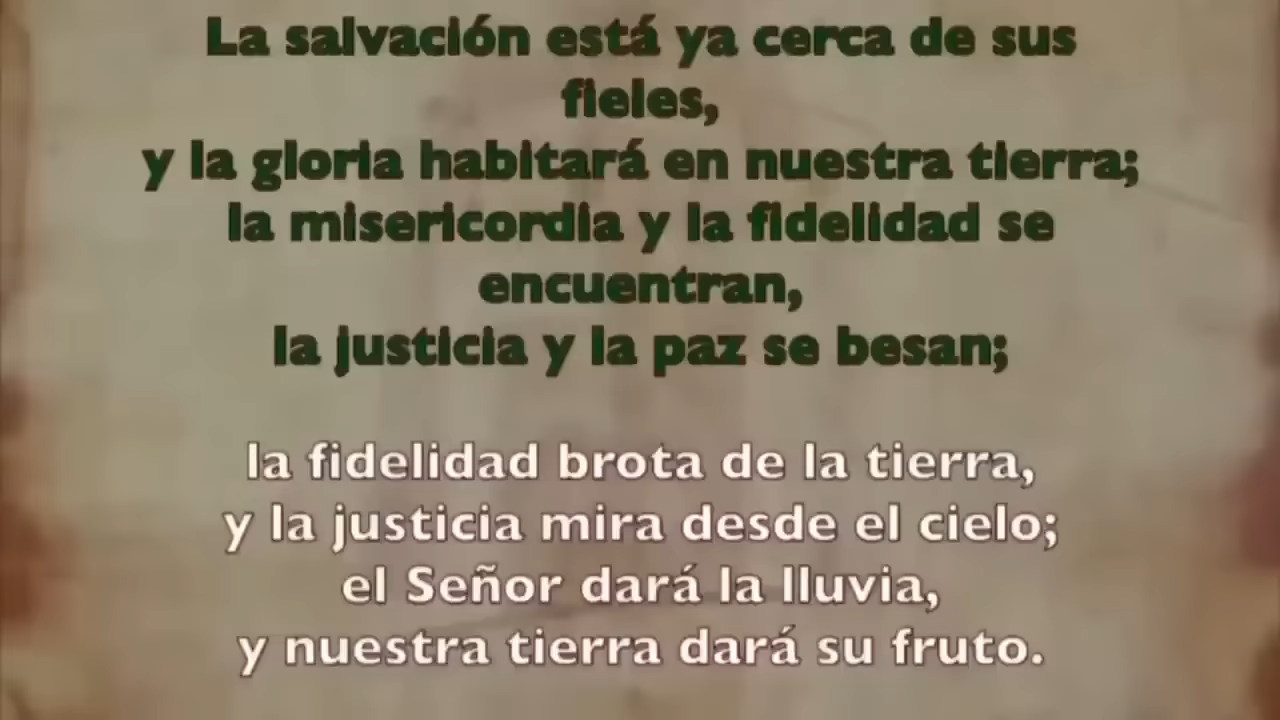 La salvación está ya cerca de sus
fieles,
y la gloria habitará en nuestra tierra;
la misericordia y la fidelidad se
encuentran,
la justicia y la paz se besan;
la fidelidad brota de la tierra,
y la justicia mira desde el cielo;
el Señor dará la lluvia,
y nuestra tierra dará su fruto.